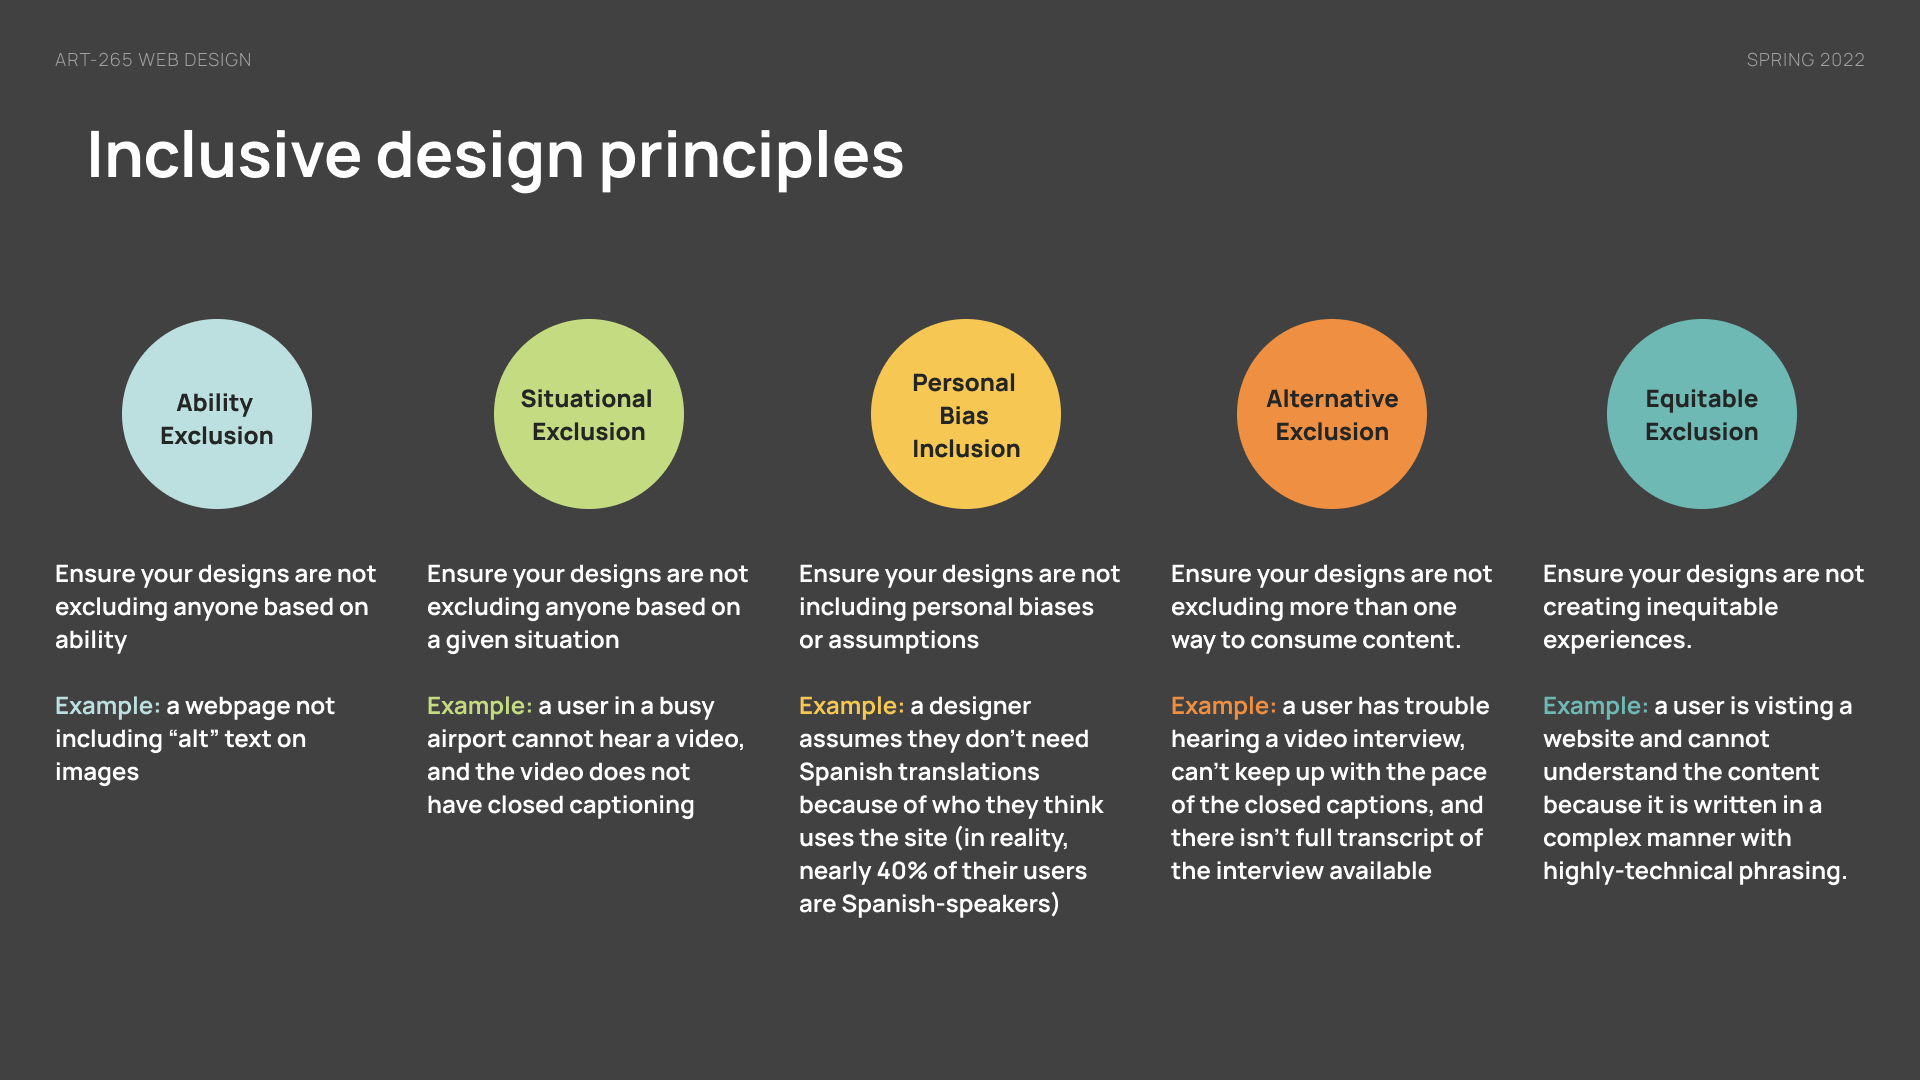 ART-265 WEB DESIGN
SPRING 2022
Inclusive design principles
Ability
Exclusion
Ensure your designs are not
excluding anyone based on
ability
Example: a webpage not
including “alt” text on
images
Situational
Exclusion
Ensure your designs are not
excluding anyone based on
a given situation
Example: a user in a busy
airport cannot hear a video,
and the video does not
have closed captioning
Personal
Bias
Inclusion
Ensure your designs are not
including personal biases
or assumptions
Example: a designer
assumes they don’t need
Spanish translations
because of who they think
uses the site (in reality,
nearly 40% of their users
are Spanish-speakers)
Alternative
Exclusion
Ensure your designs are not
excluding more than one
way to consume content.
Example: a user has trouble
hearing a video interview,
can’t keep up with the pace
of the closed captions, and
there isn’t full transcript of
the interview available
Equitable
Exclusion
Ensure your designs are not
creating inequitable
experiences.
Example: a user is visting a
website and cannot
understand the content
because it is written in a
complex manner with
highly-technical phrasing.